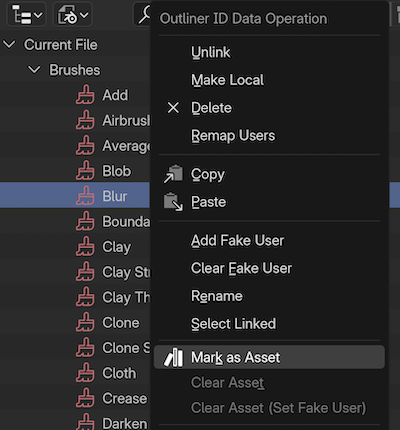 Outliner ID Data Operation
Current File
Unlink
Brushes
Make Local
Add
Delete
Airbrush
Remap Users
Average
Blob
Copy
Blur
Paste
Bounda
Clay
Add Fake User
Clay St
Clear Fake User
Clay Th
Rename
Clone
Select Linked
Clone S
Mark as Asset
Cloth
Clear Asset
Crease
Clear Asset (Set Fake User)
Darken